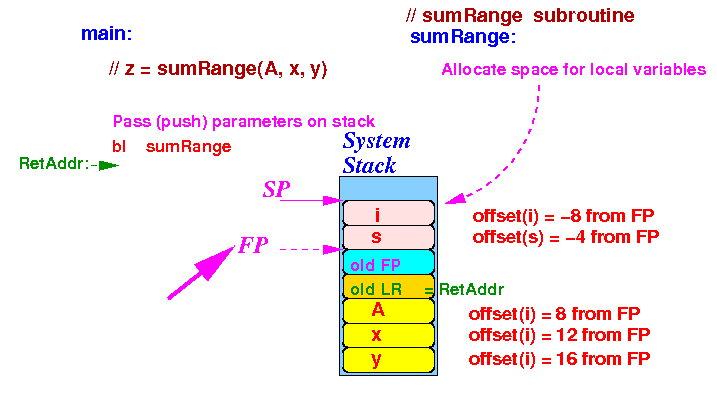 // sumRange subroutine
main:
sumRange:
// z = sumRange(A, x, y)
Allocate space for local variables
Pass (push) parameters on stack
bl sumRange
RetAddr:
System
Stack
SP
i
offset(i) = −8 from FP
s
offset(s) = −4 from FP
FP
old FP
old LR = RetAddr
A
offset(i) = 8 from FP
x
offset(i) = 12 from FP
y
offset(i) = 16 from FP